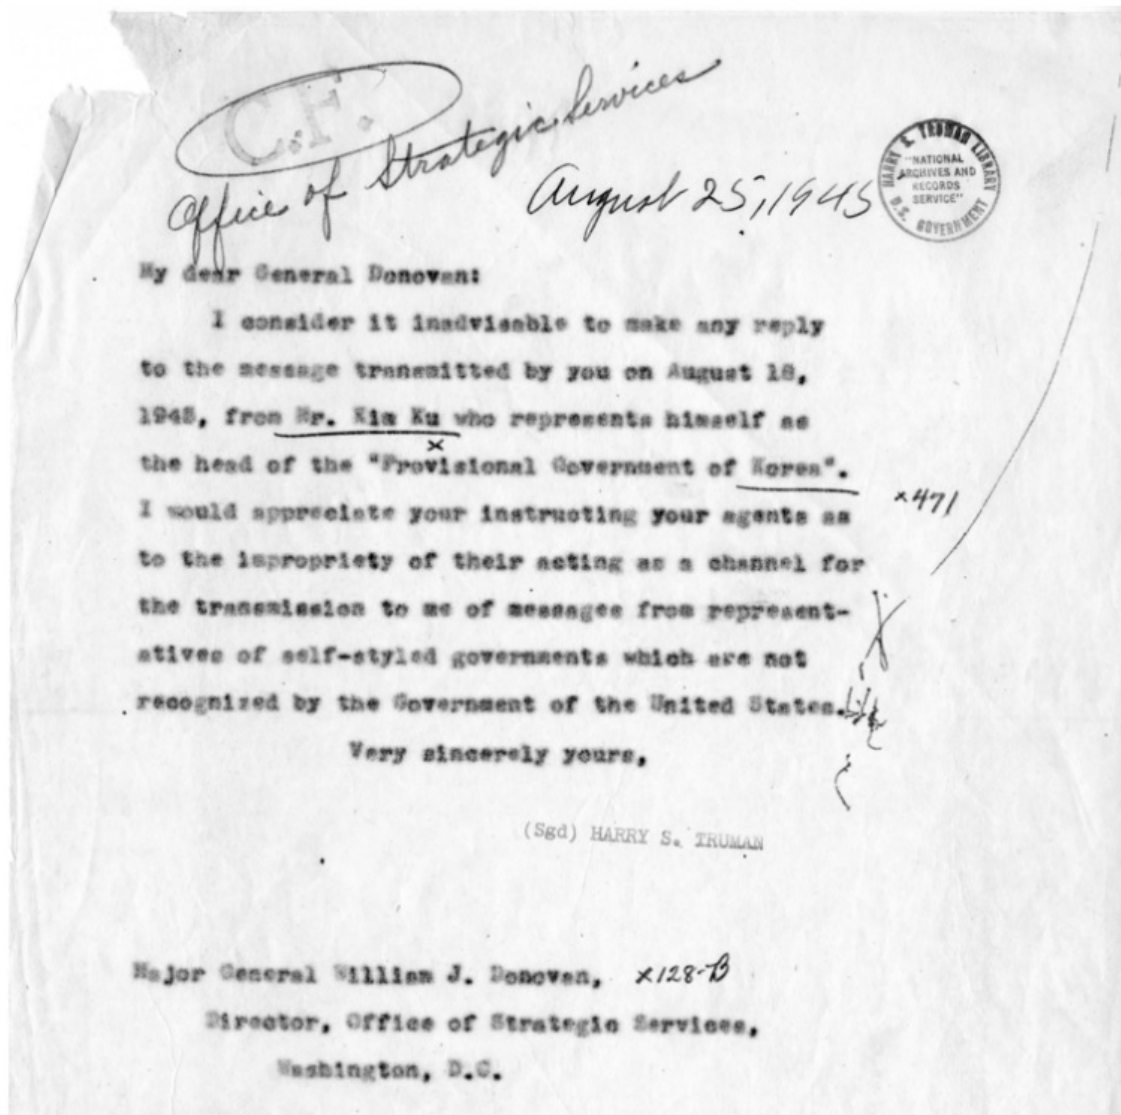 C.F.
Office of Strategic Services
August 25, 1945
HARRY S. TRUMAN LIBRARY
"NATIONAL
ARCHIVES AND
RECORDS
SERVICE"
U.S. GOVERNMENT
My dear General Donovan:
I consider it inadvisable to make any reply
to the message transmitted by you on August 18,
1945, from Mr. Kim Ku who represents himself as
x
the head of the "Provisional Government of Korea".
x471
I would appreciate your instructing your agents as
to the impropriety of their acting as a channel for
the transmission to me of messages from represent-
atives of self-styled governments which are not
recognized by the Government of the United States.
Very sincerely yours,
(Sgd) HARRY S. TRUMAN
Major General William J. Donovan, x128-B
Director, Office of Strategic Services,
Washington, D.C.